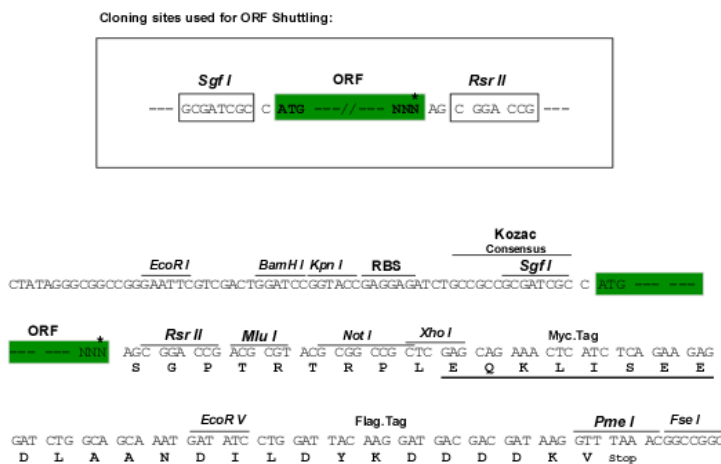 Cloning sites used for ORF Shuttling:
Sgf I ORF Rsr II
--- GCGATCGC C ATG ---//--- NNN* AG C GGA CCG ---
Kozac
Consensus
EcoR I BamH I Kpn I RBS Sgf I
CTATAGGGCGGCCGGGAATTCGTCGACTGGATCCGGTACCGAGGAGATCTGCCGCCGCGATCGC C ATG --- ---
ORF Rsr II Mlu I Not I Xho I Myc.Tag
--- --- NNN* AGC GGA CCG ACG CGT ACG CGG CCG CTC GAG CAG AAA CTC ATC TCA GAA GAG
S G P T R T R P L E Q K L I S E E
EcoR V Flag.Tag Pme I Fse I
GAT CTG GCA GCA AAT GAT ATC CTG GAT TAC AAG GAT GAC GAC GATAAG GTT TAA ACGGCCGGC
D L A A N D I L D Y K D D D D K V Stop